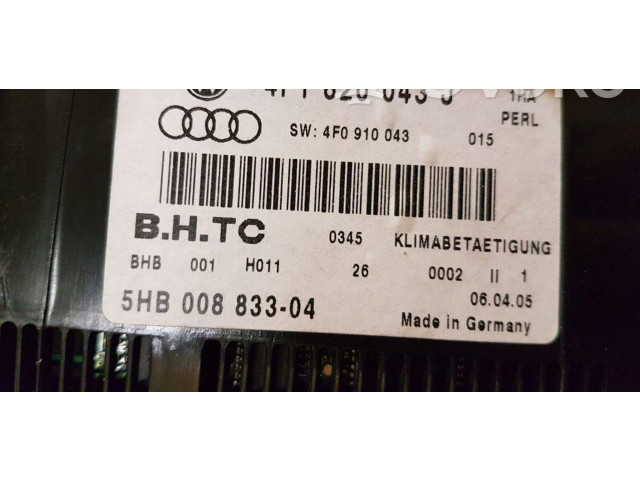 043
1HA
PERL
SW: 4F0 910 043 015
B.H.TC 0345 KLIMABETAETIGUNG
BHB 001 H011 26 0002 II 1
5HB 008 833-04 06.04.05
Made in Germany